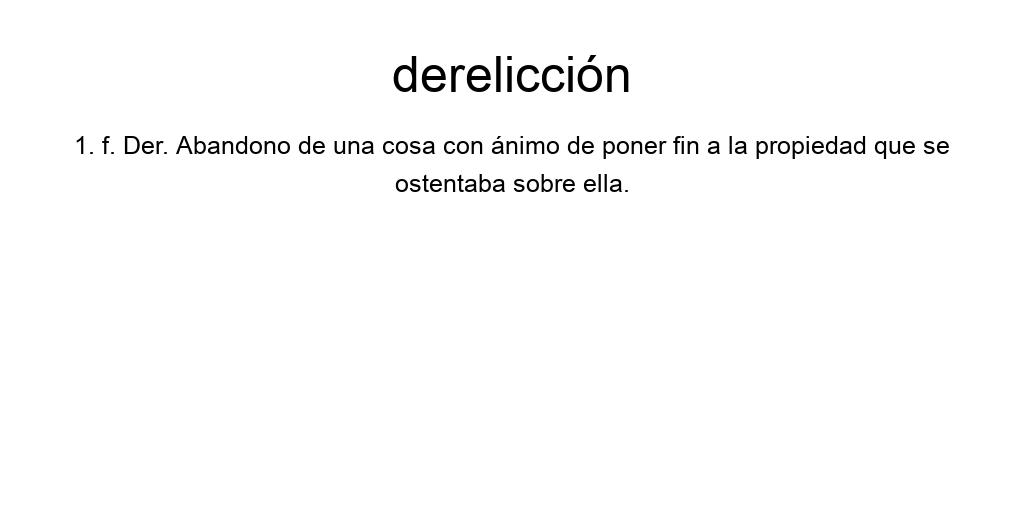 derelicción
1. f. Der. Abandono de una cosa con ánimo de poner fin a la propiedad que se
ostentaba sobre ella.